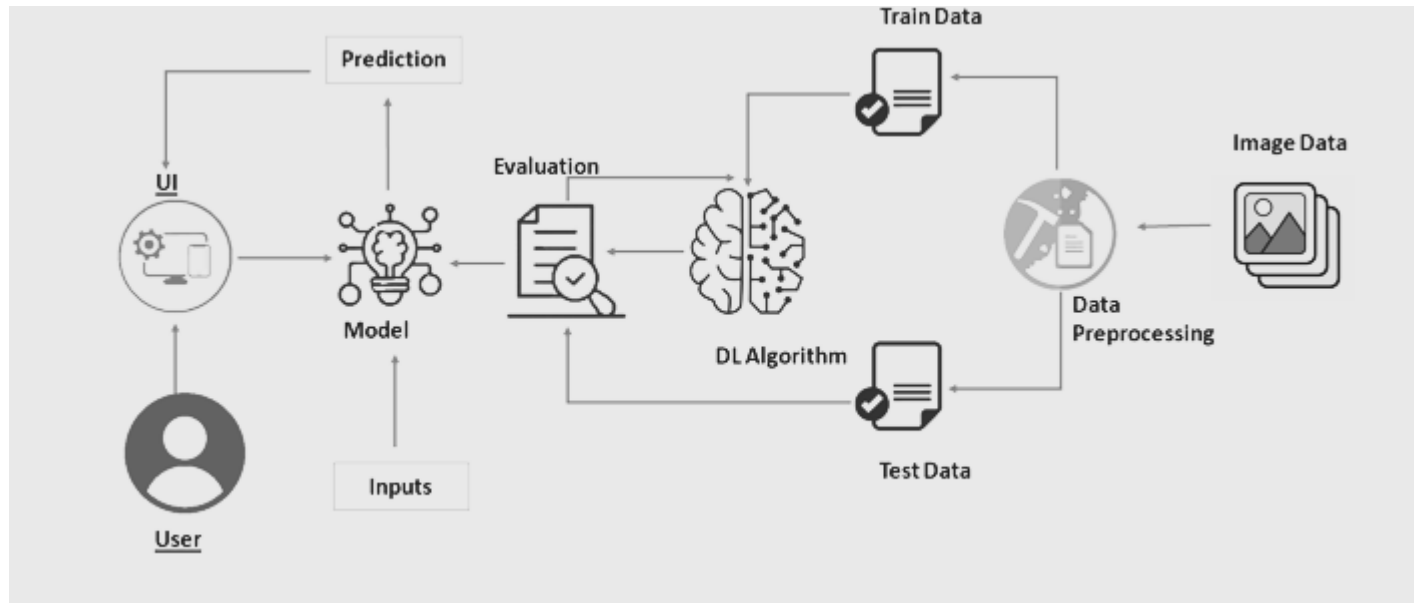 Train Data
Prediction
Image Data
Evaluation
UI
Data
Preprocessing
Model
DL Algorithm
Test Data
Inputs
User